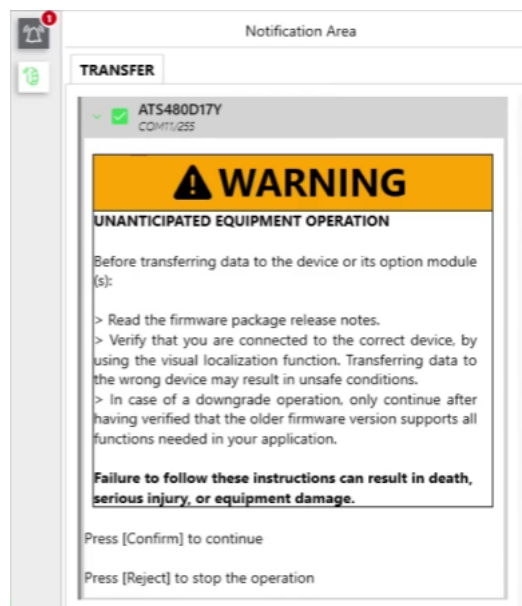 1
Notification Area
TRANSFER
ATS480D17Y
COM11/255
WARNING
UNANTICIPATED EQUIPMENT OPERATION
Before transferring data to the device or its option module
(s):
> Read the firmware package release notes.
> Verify that you are connected to the correct device, by
using the visual localization function. Transferring data to
the wrong device may result in unsafe conditions.
> In case of a downgrade operation, only continue after
having verified that the older firmware version supports all
functions needed in your application.
Failure to follow these instructions can result in death,
serious injury, or equipment damage.
Press [Confirm] to continue
Press [Reject] to stop the operation